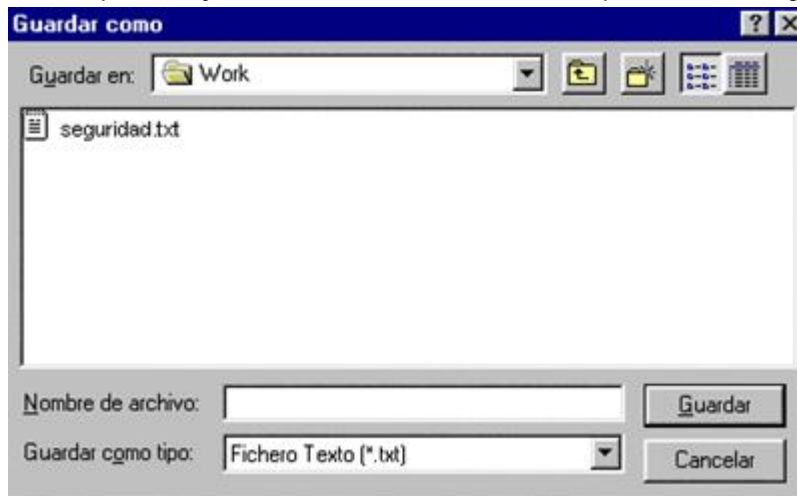 Guardar como
Guardar en: Work
seguridad.txt
Nombre de archivo: Guardar
Guardar como tipo: Fichero Texto (*.txt) Cancelar